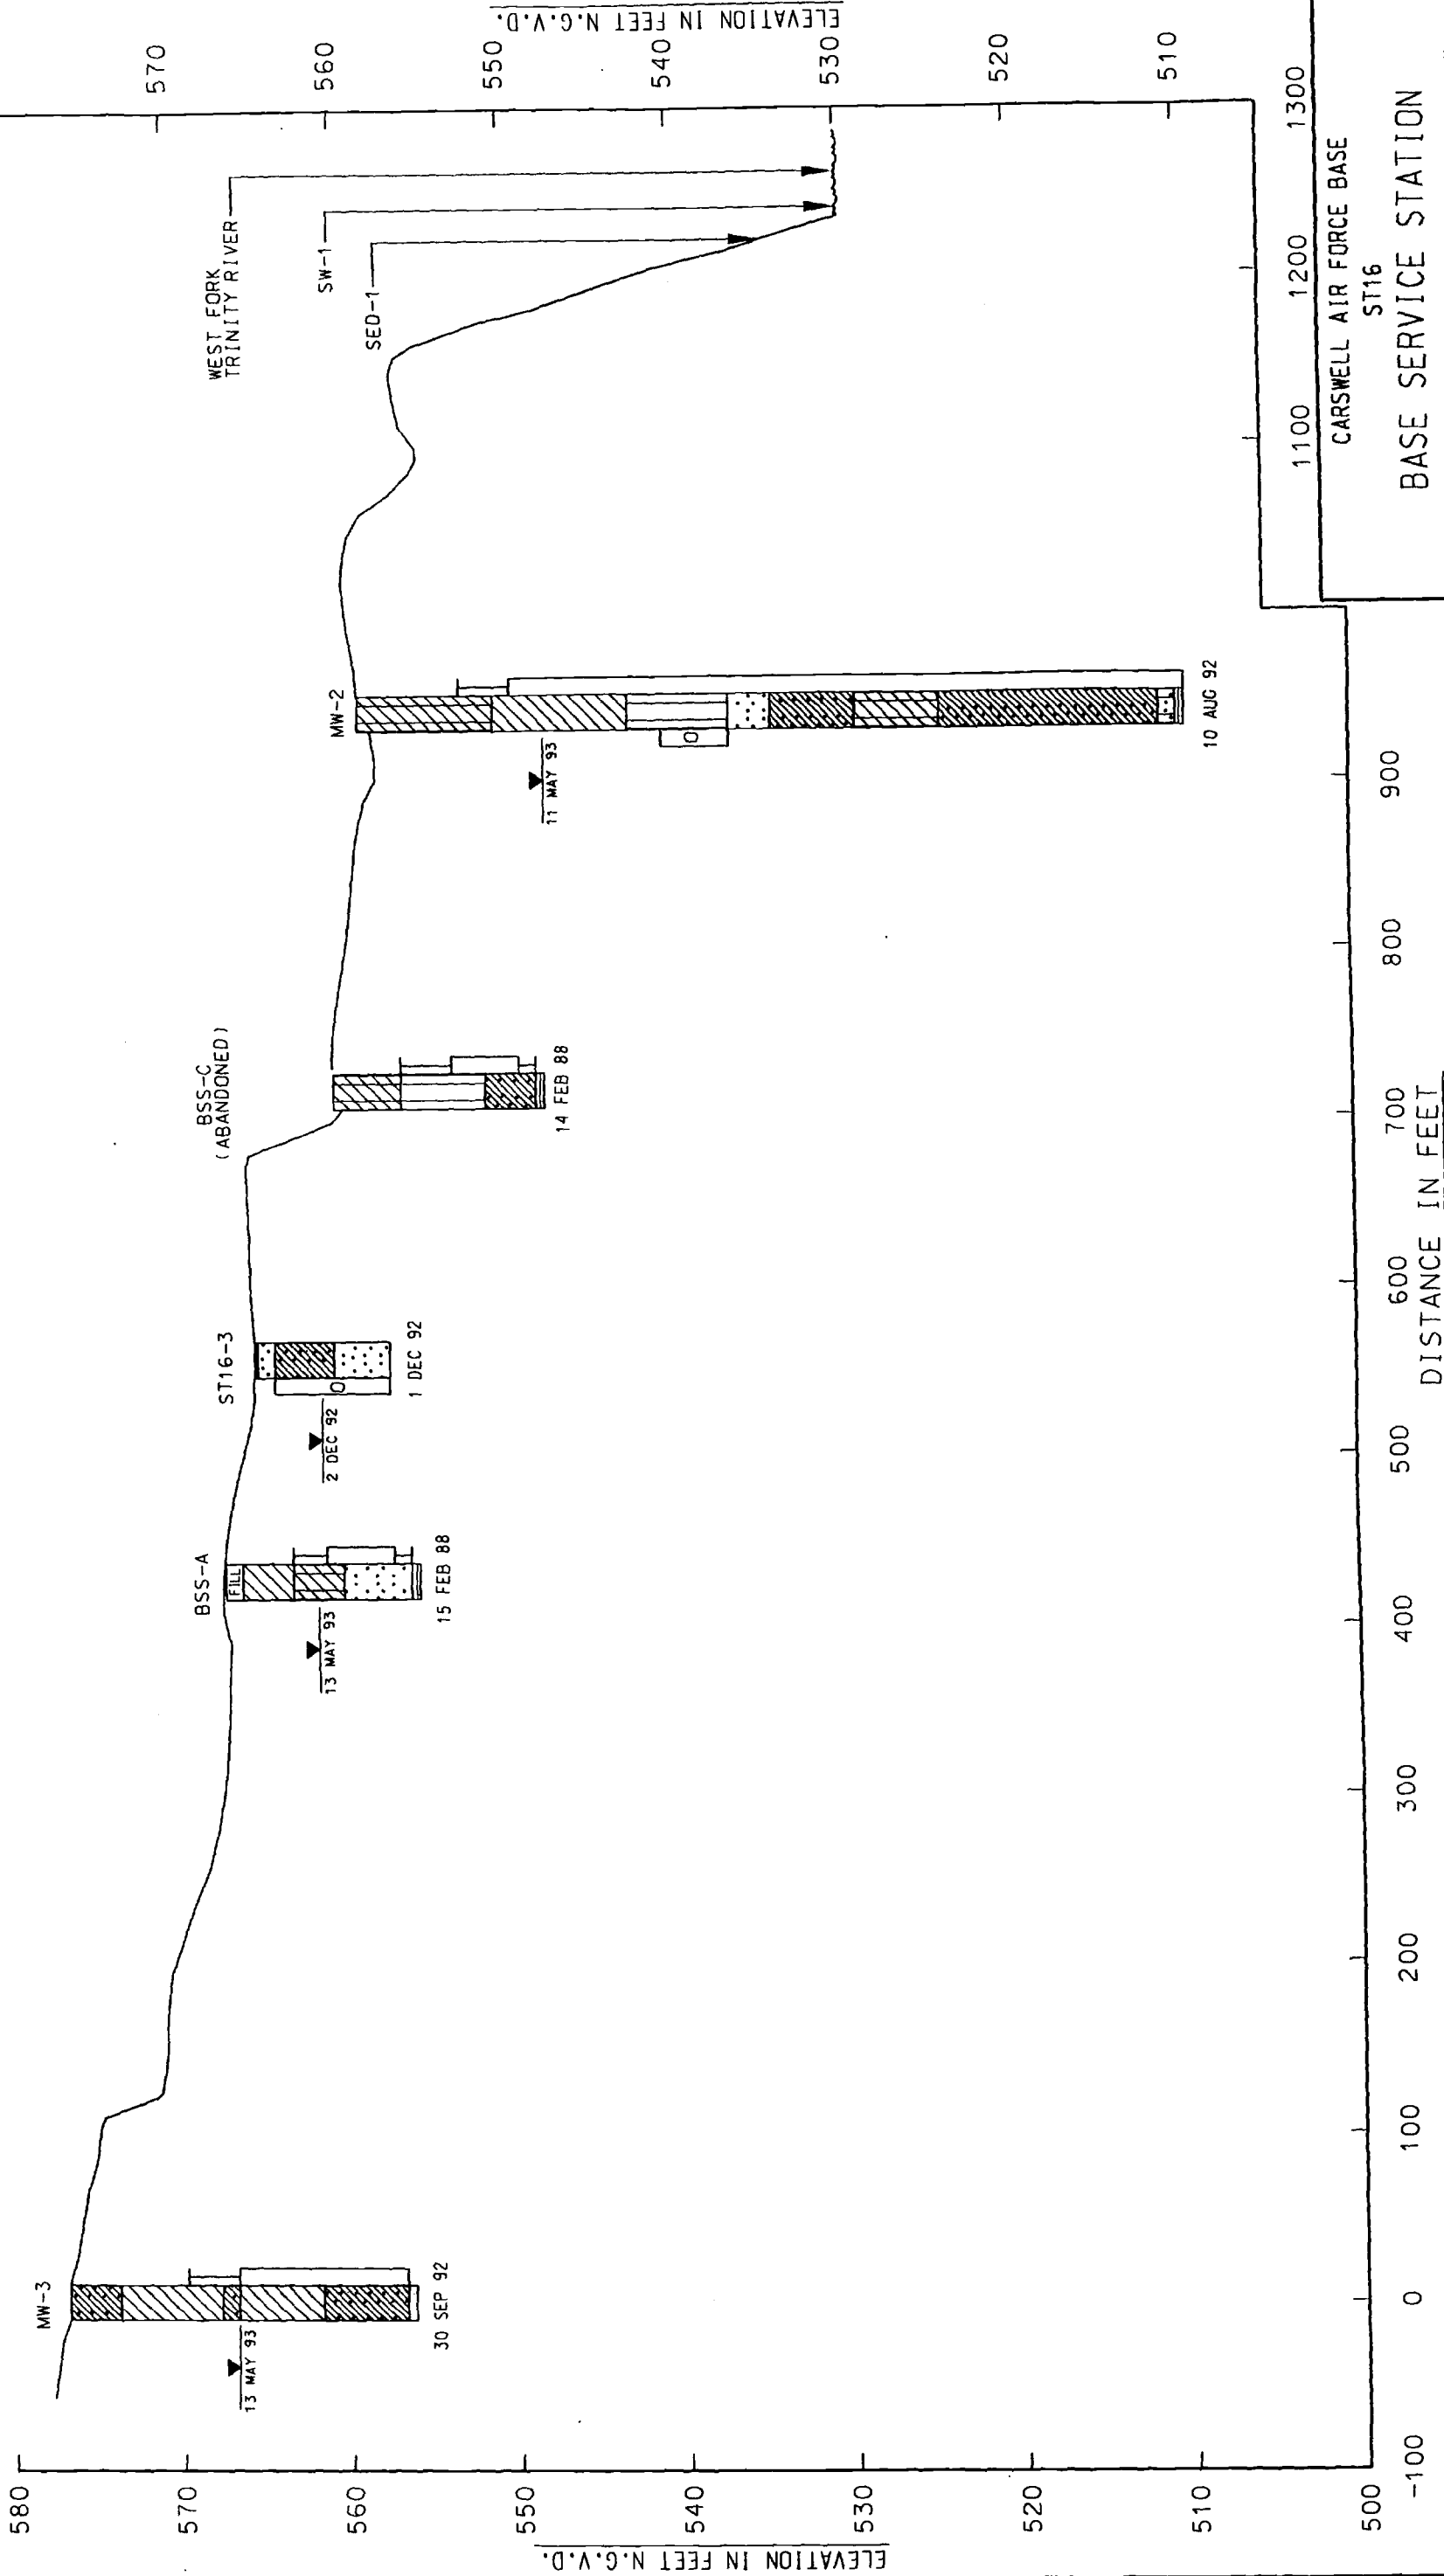 580
570
560
550
540
530
520
510
500
ELEVATION IN FEET N.G.V.D.
MW-3
13 MAY 93
30 SEP 92
BSS-A
FILL
13 MAY 93
15 FEB 88
ST16-3
O
2 DEC 92
1 DEC 92
BSS-C
(ABANDONED)
14 FEB 88
MW-2
O
11 MAY 93
10 AUG 92
WEST FORK
TRINITY RIVER
SW-1
SED-1
570
560
550
540
530
520
510
ELEVATION IN FEET N.G.V.D.
-100 0 100 200 300 400 500 600 700 800 900 1100 1200 1300
DISTANCE IN FEET
CARSWELL AIR FORCE BASE
ST16
BASE SERVICE STATION